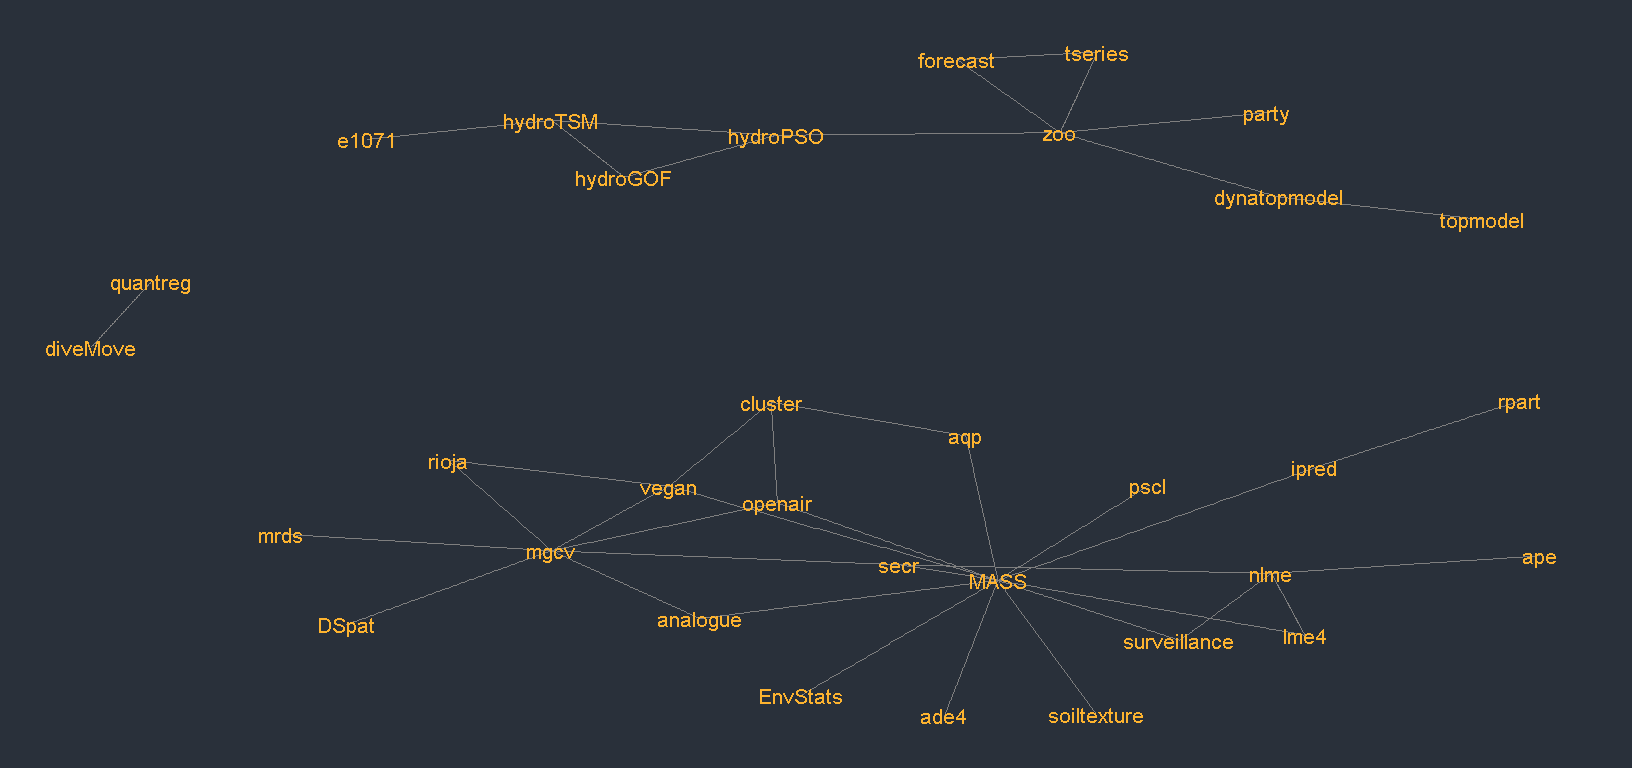 tseries
forecast
party
hydroTSM
zoo
hydroPSO
e1071
hydroGOF
dynatopmodel
topmodel
quantreg
diveMove
rpart
cluster
aqp
rioja
ipred
vegan
pscl
openair
mrds
mgcv
ape
secr
nlme
MASS
analogue
DSpat
lme4
surveillance
EnvStats
soiltexture
ade4